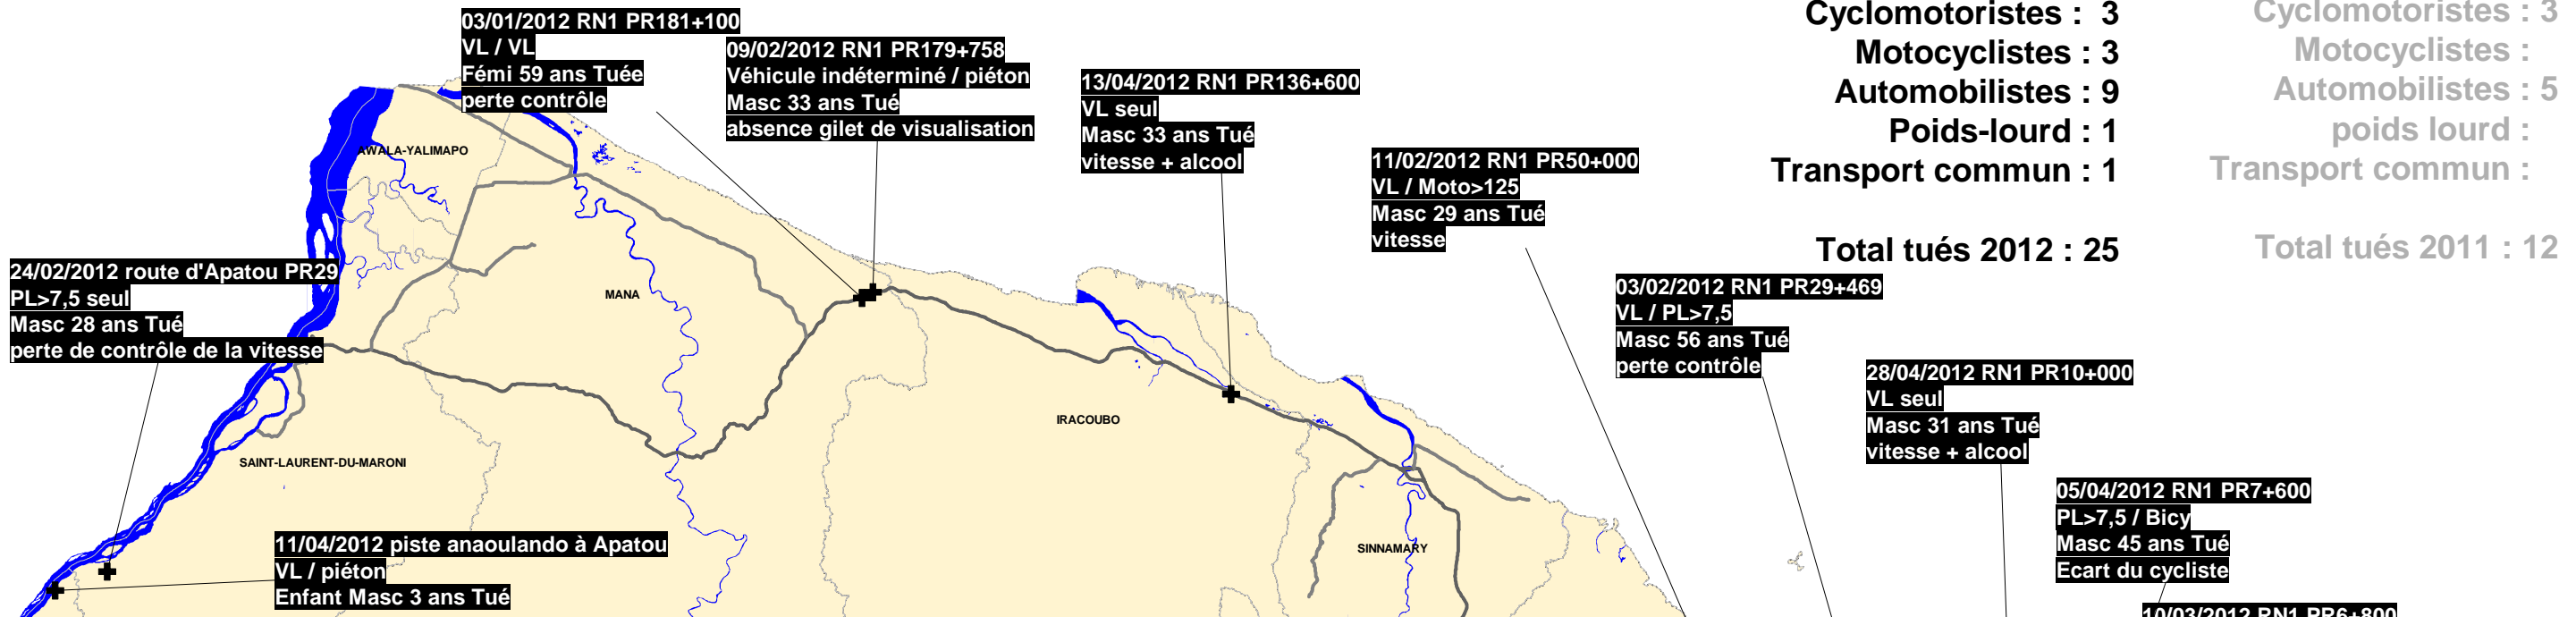 03/01/2012 RN1 PR181+100
VL / VL
Fémi 59 ans Tuée
perte contrôle
09/02/2012 RN1 PR179+758
Véhicule indéterminé / piéton
Masc 33 ans Tué
absence gilet de visualisation
13/04/2012 RN1 PR136+600
VL seul
Masc 33 ans Tué
vitesse + alcool
11/02/2012 RN1 PR50+000
VL / Moto>125
Masc 29 ans Tué
vitesse
Cyclomotoristes : 3
Motocyclistes : 3
Automobilistes : 9
Poids-lourd : 1
Transport commun : 1
Total tués 2012 : 25
Cyclomotoristes : 3
Motocyclistes :
Automobilistes : 5
poids lourd :
Transport commun :
Total tués 2011 : 12
24/02/2012 route d'Apatou PR29
PL>7,5 seul
Masc 28 ans Tué
perte de contrôle de la vitesse
03/02/2012 RN1 PR29+469
VL / PL>7,5
Masc 56 ans Tué
perte contrôle
28/04/2012 RN1 PR10+000
VL seul
Masc 31 ans Tué
vitesse + alcool
05/04/2012 RN1 PR7+600
PL>7,5 / Bicy
Masc 45 ans Tué
Ecart du cycliste
11/04/2012 piste anaoulando à Apatou
VL / piéton
Enfant Masc 3 ans Tué
10/03/2012 RN1 PR6+800
AWALA-YALIMAPO
MANA
IRACOUBO
SAINT-LAURENT-DU-MARONI
SINNAMARY